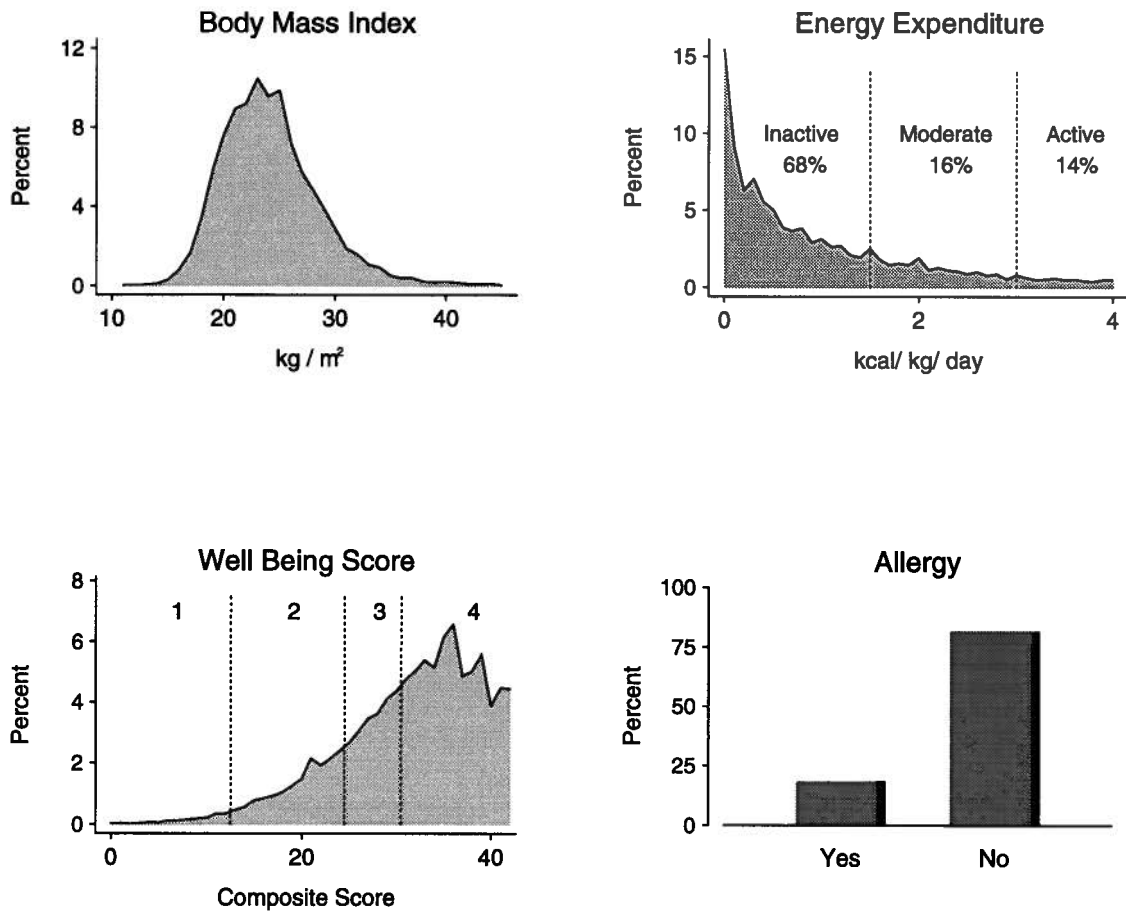 Body Mass Index
12
8
4
0
Percent
10 20 30 40
kg / m²
Energy Expenditure
15
10
5
0
Percent
Inactive Moderate Active
68% 16% 14%
0 2 4
kcal/ kg/ day
Well Being Score
8
6
4
2
0
Percent
1 2 3 4
0 20 40
Composite Score
Allergy
100
75
50
25
0
Percent
Yes No